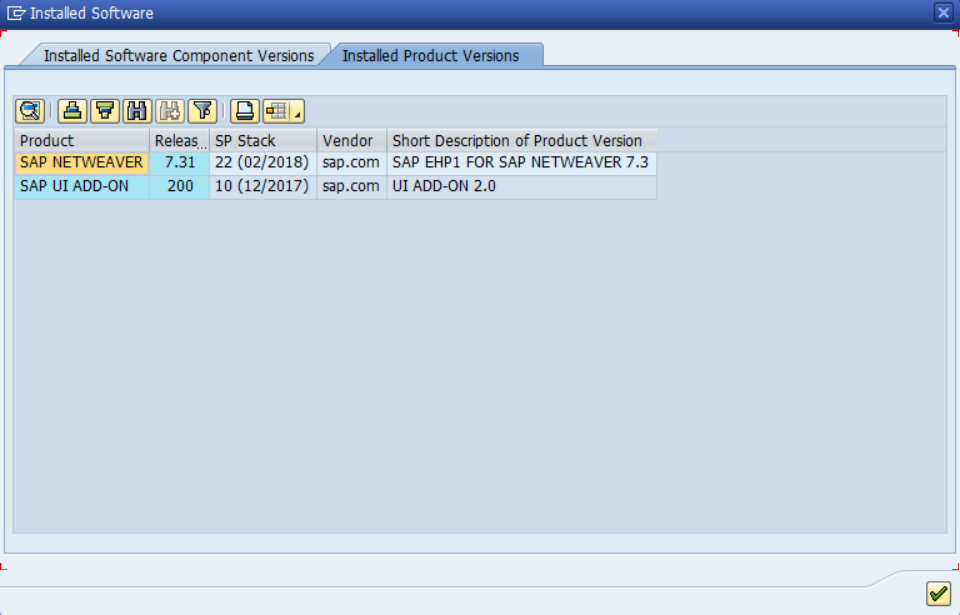 Installed Software
Installed Software Component Versions Installed Product Versions
Product Releas... SP Stack Vendor Short Description of Product Version
SAP NETWEAVER 7.31 22 (02/2018) sap.com SAP EHP1 FOR SAP NETWEAVER 7.3
SAP UI ADD-ON 200 10 (12/2017) sap.com UI ADD-ON 2.0